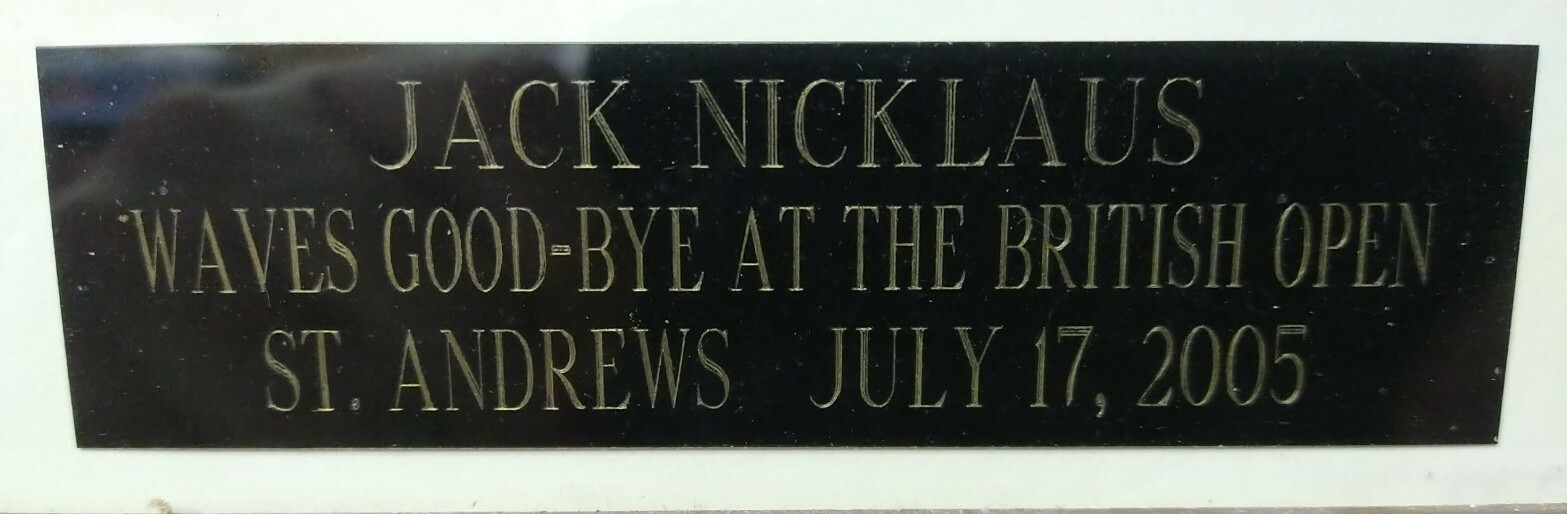 JACK NICKLAUS
WAVES GOOD-BYE AT THE BRITISH OPEN
ST. ANDREWS JULY 17, 2005